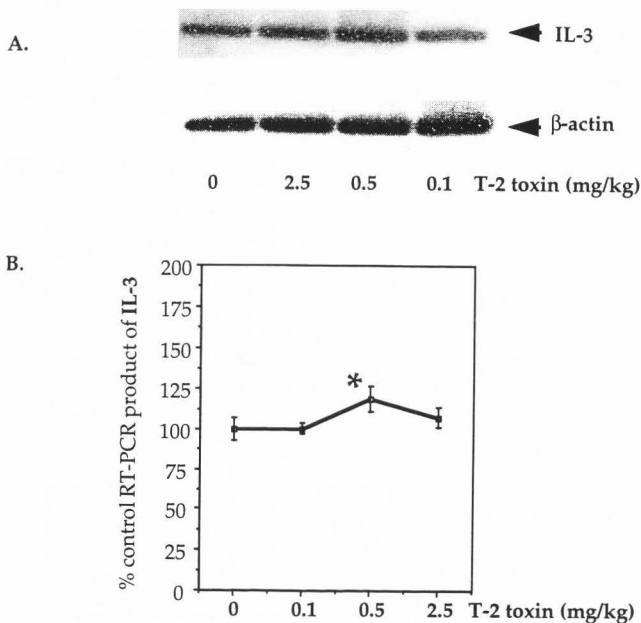 A.
IL-3
β-actin
0 2.5 0.5 0.1 T-2 toxin (mg/kg)
B.
% control RT-PCR product of IL-3
200
175
150
125
100
75
50
25
0
*
0 0.1 0.5 2.5 T-2 toxin (mg/kg)